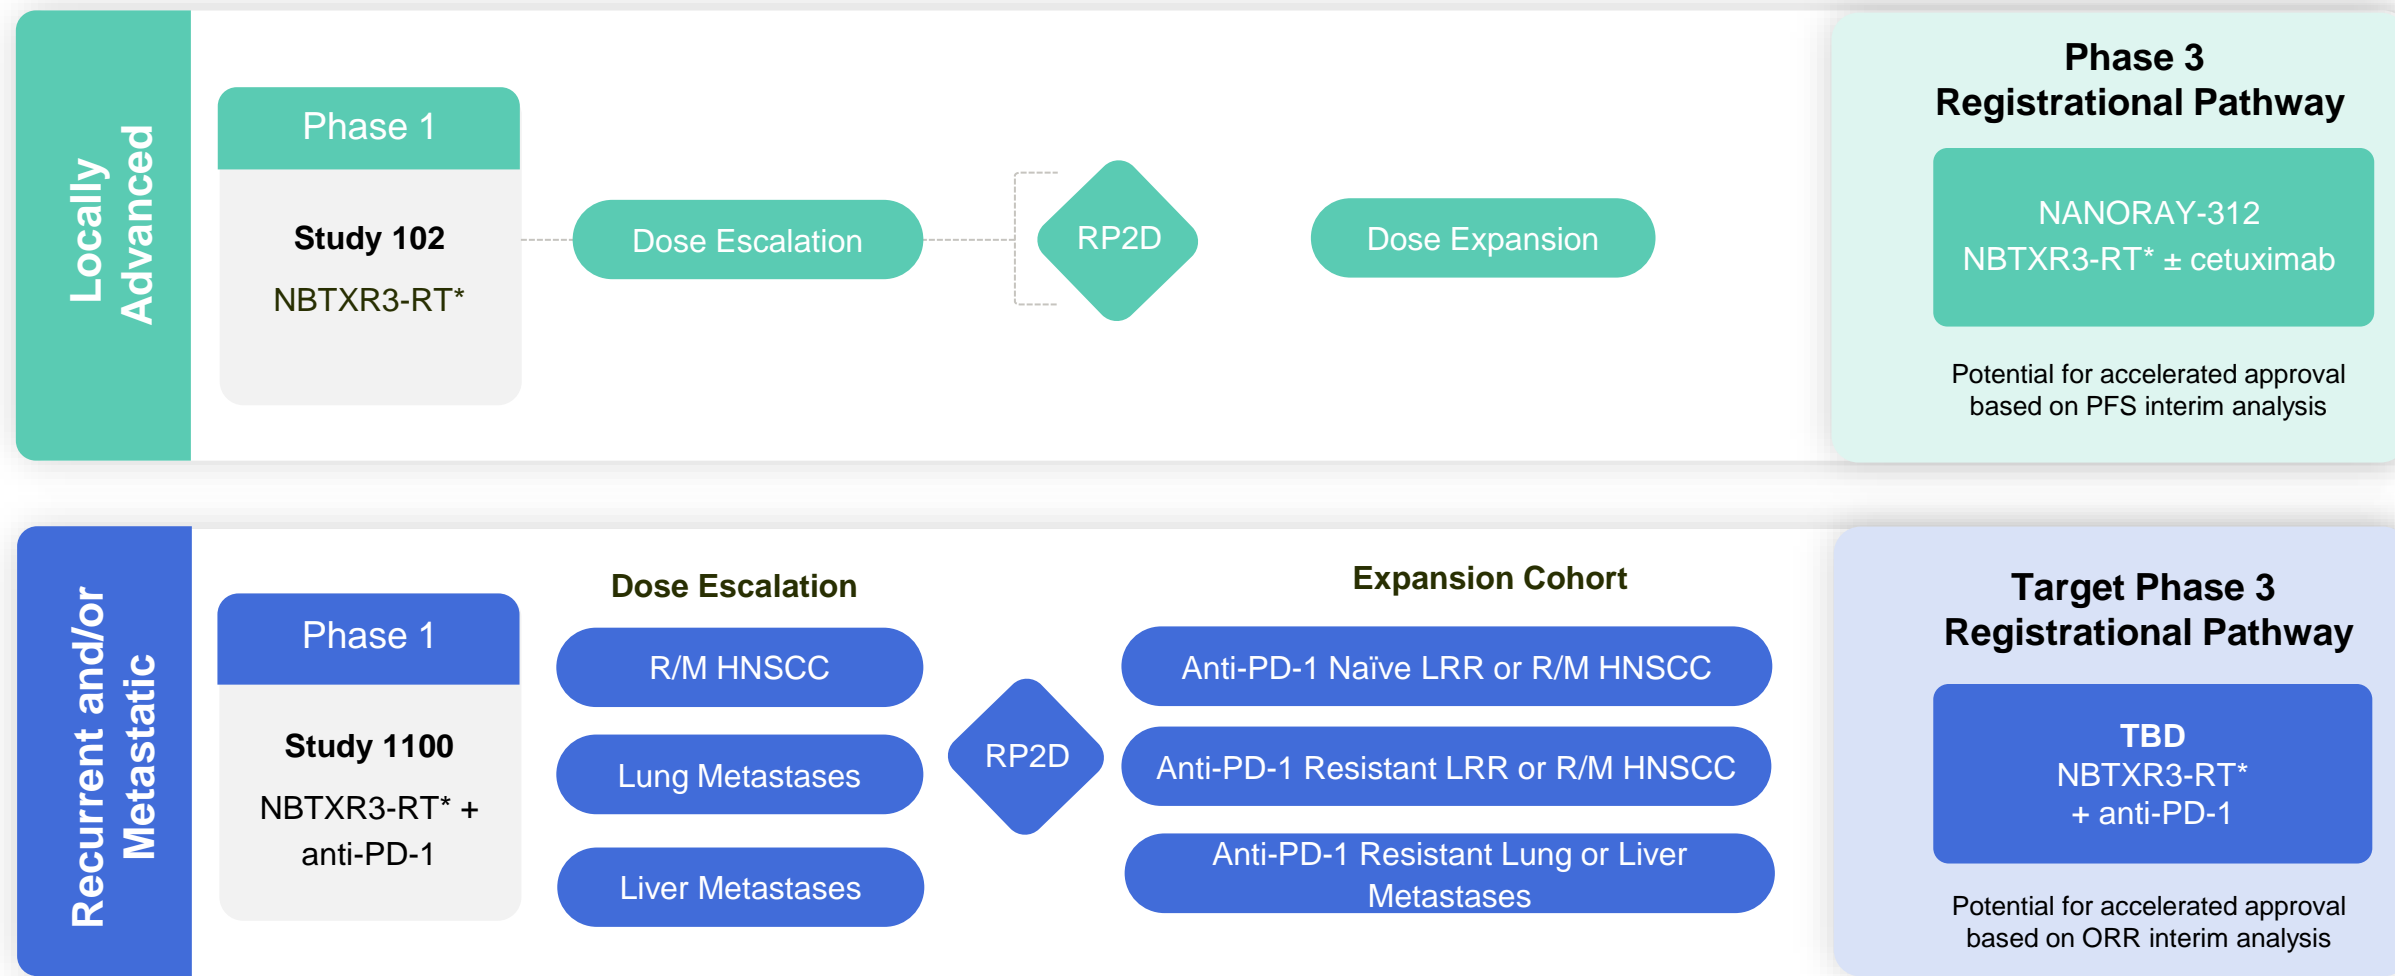 Locally
Advanced
Phase 1
Study 102
NBTXR3-RT*
Dose Escalation
RP2D
Dose Expansion
Phase 3
Registrational Pathway
NANORAY-312
NBTXR3-RT* ± cetuximab
Potential for accelerated approval
based on PFS interim analysis
Recurrent and/or
Metastatic
Phase 1
Study 1100
NBTXR3-RT* +
anti-PD-1
Dose Escalation
R/M HNSCC
Lung Metastases
Liver Metastases
RP2D
Expansion Cohort
Anti-PD-1 Naïve LRR or R/M HNSCC
Anti-PD-1 Resistant LRR or R/M HNSCC
Anti-PD-1 Resistant Lung or Liver
Metastases
Target Phase 3
Registrational Pathway
TBD
NBTXR3-RT*
+ anti-PD-1
Potential for accelerated approval
based on ORR interim analysis